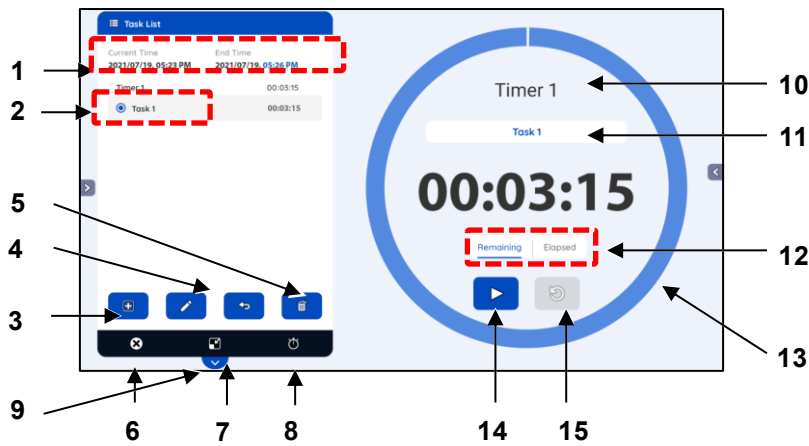 Task List
Current Time End Time
2021/07/19, 05:23 PM 2021/07/19, 05:26 PM
Timer 1 00:03:15
Task 1 00:03:15
Timer 1
Task 1
00:03:15
Remaining Elapsed
1
2
5
4
3
9
6
7
8
10
11
12
13
14
15